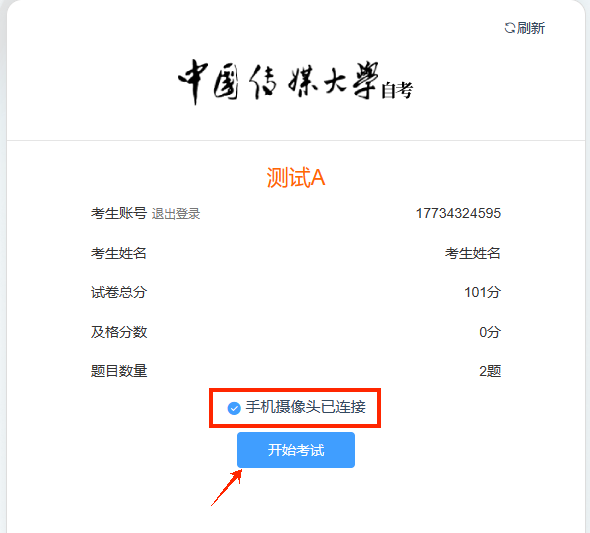 刷新
中国传媒大学自考
测试A
考生账号 退出登录 17734324595
考生姓名 考生姓名
试卷总分 101分
及格分数 0分
题目数量 2题
手机摄像头已连接
开始考试